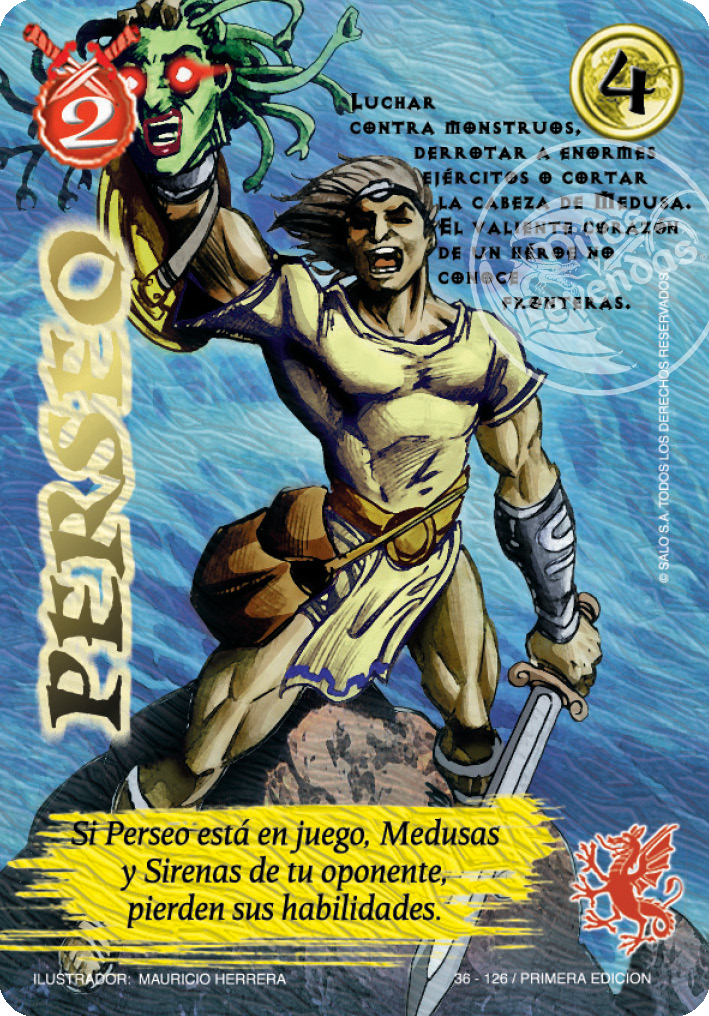 2
4
LUCHAR
CONTRA MONSTRUOS,
DERROTAR A ENORMES
EJÉRCITOS O CORTAR
LA CABEZA DE MEDUSA.
EL VALIENTE CORAZÓN
DE UN HÉROE NO
CONOCE
FRONTERAS.
Mitos
Leyendas
PERSEO
© SALO S.A. TODOS LOS DERECHOS RESERVADOS
Si Perseo está en juego, Medusas
y Sirenas de tu oponente,
pierden sus habilidades.
ILUSTRADOR: MAURICIO HERRERA
36 - 126 / PRIMERA EDICION